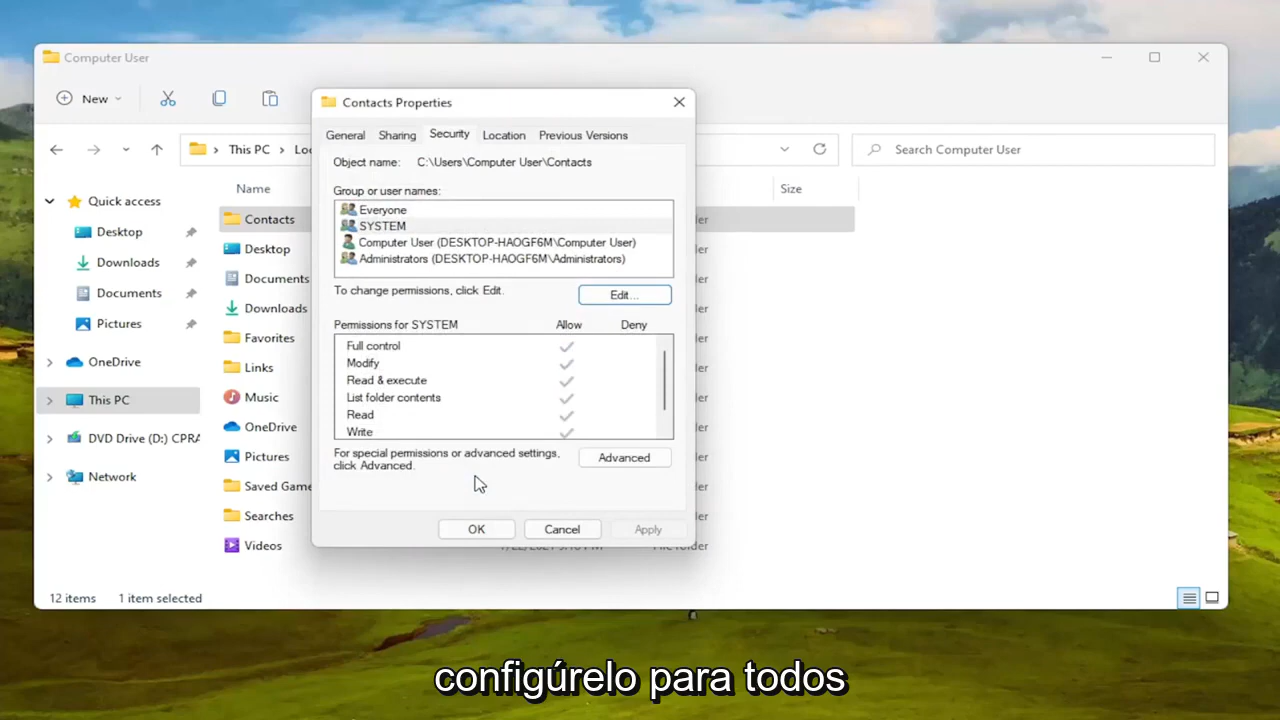 Computer User
New
Contacts Properties
General
Sharing
Security
Location
Previous Versions
This PC
Search Computer User
Object name:
C:\Users\Computer User\Contacts
Group or user names:
Everyone
SYSTEM
Computer User (DESKTOP-HAOGF6M\Computer User)
Administrators (DESKTOP-HAOGF6M\Administrators)
To change permissions, click Edit.
Edit...
Permissions for SYSTEM
Allow
Deny
Full control
Modify
Read & execute
List folder contents
Read
Write
For special permissions or advanced settings,
click Advanced.
Advanced
OK
Cancel
Apply
Quick access
Desktop
Downloads
Documents
Pictures
OneDrive
This PC
DVD Drive (D:) CPRA
Network
Name
Size
Contacts
Desktop
Documents
Downloads
Favorites
Links
Music
OneDrive
Pictures
Saved Game
Searches
Videos
12 items
1 item selected
configúrelo para todos